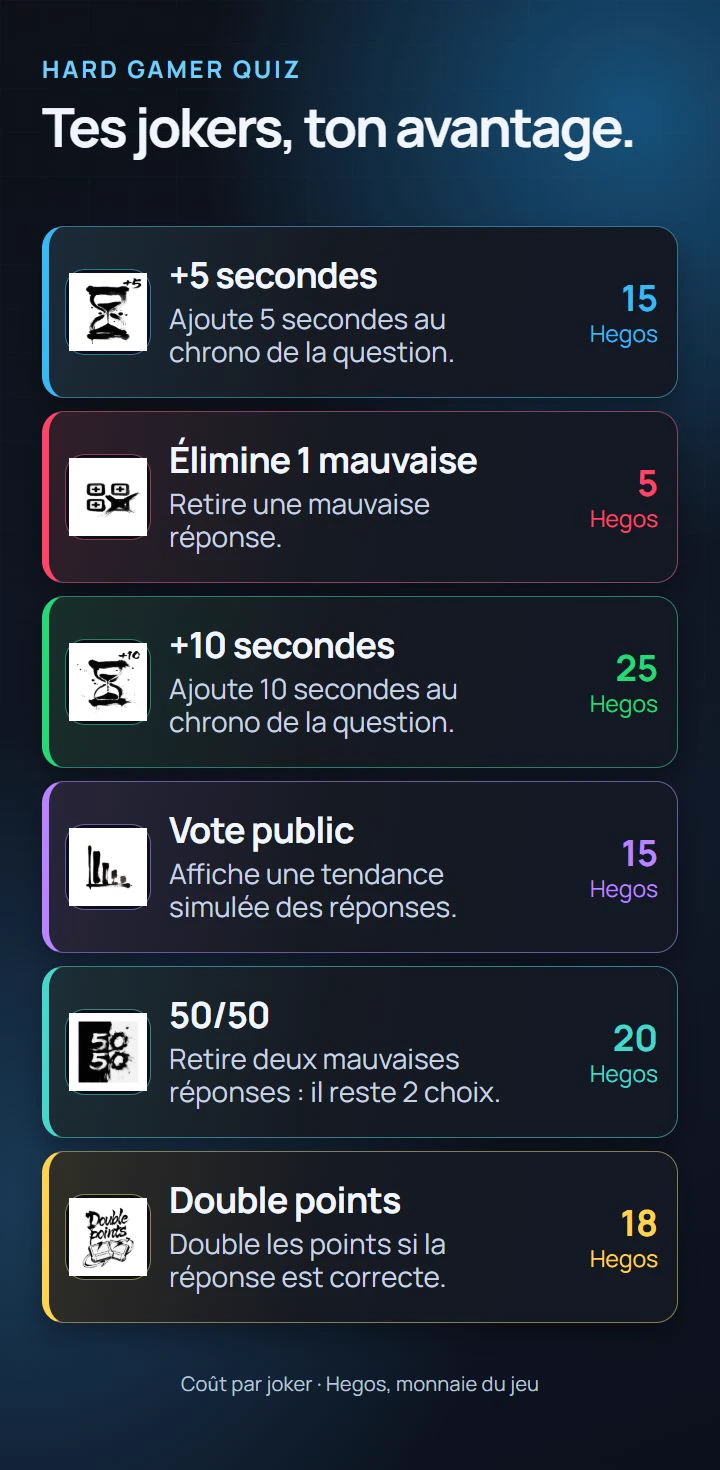 HARD GAMER QUIZ
Tes jokers, ton avantage.
+5
+5 secondes
Ajoute 5 secondes au
chrono de la question.
15
Hegos
Élimine 1 mauvaise
Retire une mauvaise
réponse.
5
Hegos
+10
+10 secondes
Ajoute 10 secondes au
chrono de la question.
25
Hegos
Vote public
Affiche une tendance
simulée des réponses.
15
Hegos
50
50
50/50
Retire deux mauvaises
réponses : il reste 2 choix.
20
Hegos
Double
points
Double points
Double les points si la
réponse est correcte.
18
Hegos
Coût par joker · Hegos, monnaie du jeu